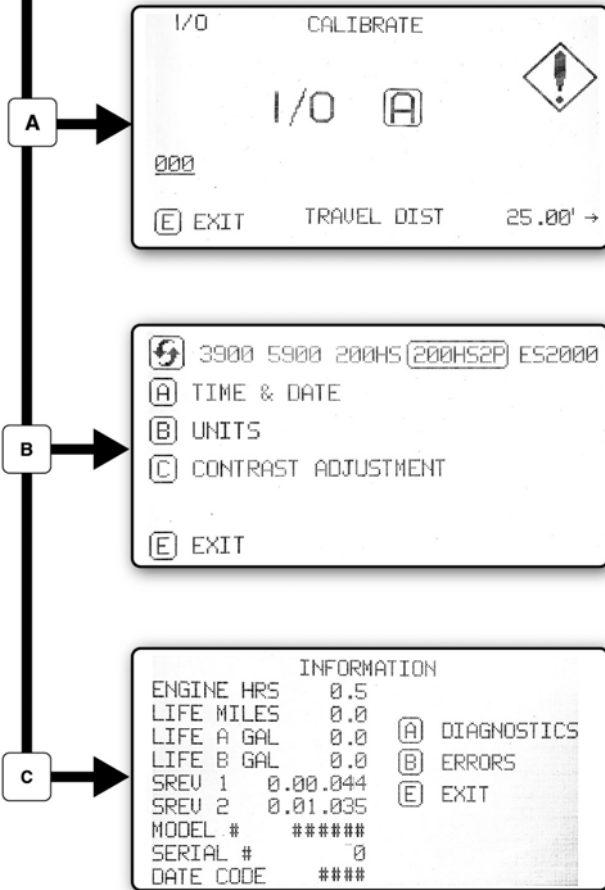 I/O CALIBRATE
A
I/O A
000
E EXIT TRAVEL DIST 25.00' →
3900 5900 200HS 200HS2P ES2000
A TIME & DATE
B UNITS
B
C CONTRAST ADJUSTMENT
E EXIT
INFORMATION
ENGINE HRS 0.5
LIFE MILES 0.0
LIFE A GAL 0.0 A DIAGNOSTICS
LIFE B GAL 0.0 B ERRORS
C
SREV 1 0.00.044 E EXIT
SREV 2 0.01.035
MODEL # ######
SERIAL # 0
DATE CODE ####